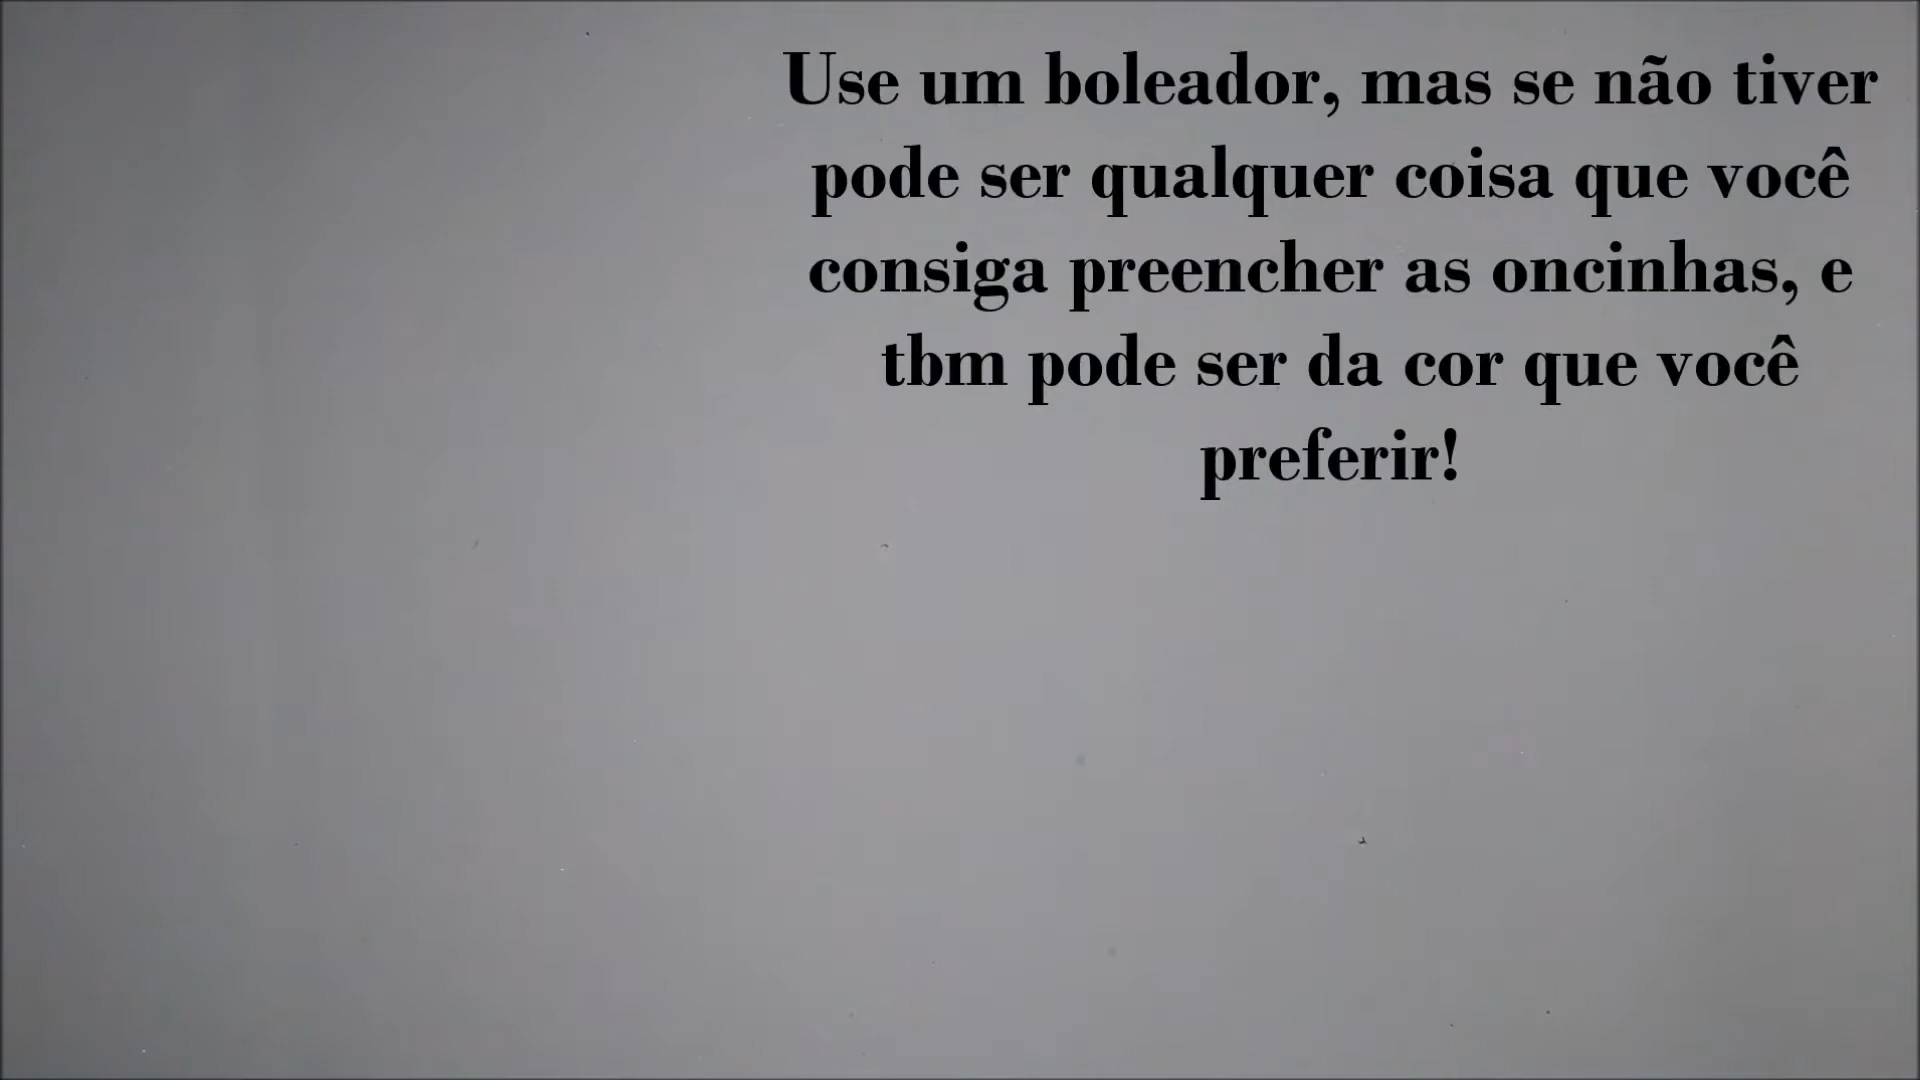 Use um boleador, mas se não tiver
pode ser qualquer coisa que você
consiga preencher as oncinhas, e
tbm pode ser da cor que você
preferir!